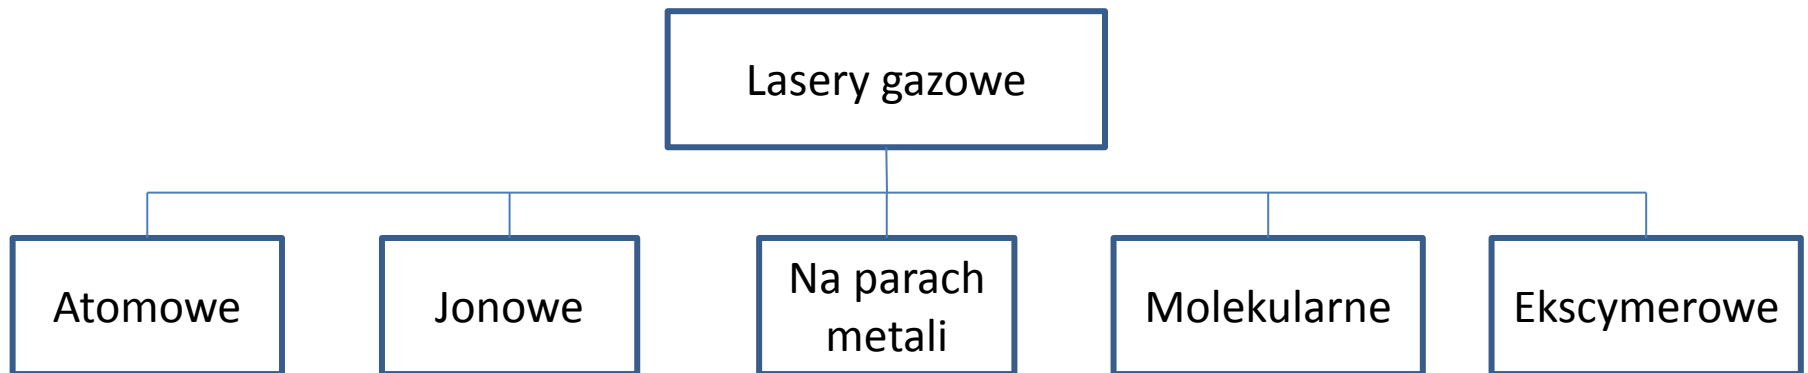 Lasery gazowe
Atomowe
Jonowe
Na parach
metali
Molekularne
Ekscymerowe